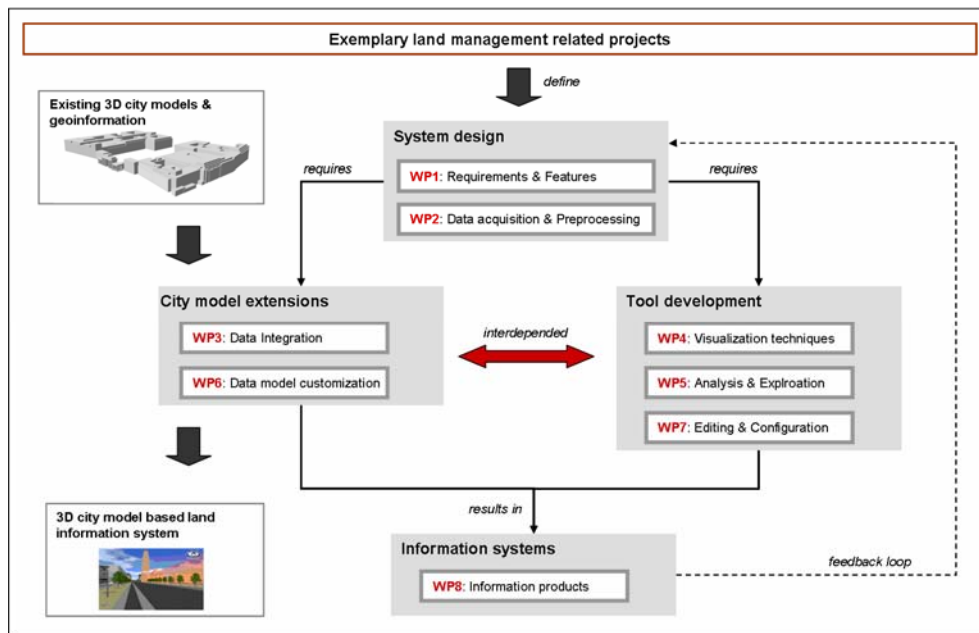 Exemplary land management related projects
define
Existing 3D city models &
geoinformation
System design
requires
WP1: Requirements & Features
requires
WP2: Data acquisition & Preprocessing
City model extensions
Tool development
WP3: Data Integration
interdepended
WP4: Visualization techniques
WP6: Data model customization
WP5: Analysis & Explroation
WP7: Editing & Configuration
results in
3D city model based land
information system
Information systems
WP8: Information products
feedback loop